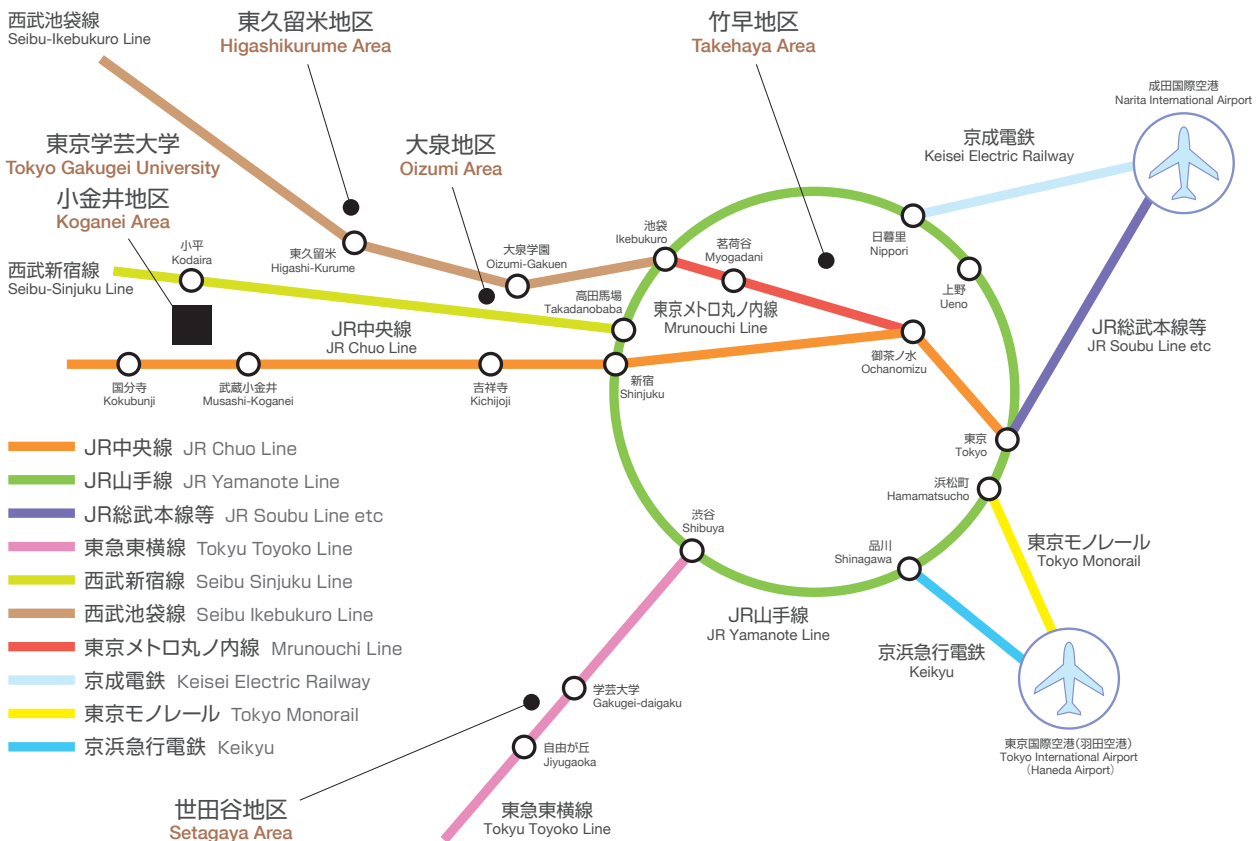 西武池袋線
Seibu-Ikebukuro Line
東久留米地区
Higashikurume Area
竹早地区
Takehaya Area
成田国際空港
Narita International Airport
東京学芸大学
Tokyo Gakugei University
小金井地区
Koganei Area
大泉地区
Oizumi Area
京成電鉄
Keisei Electric Railway
小平
Kodaira
東久留米
Higashi-Kurume
大泉学園
Oizumi-Gakuen
池袋
Ikebukuro
茗荷谷
Myogadani
日暮里
Nippori
上野
Ueno
西武新宿線
Seibu-Sinjuku Line
高田馬場
Takadanobaba
東京メトロ丸ノ内線
Mrunouchi Line
JR中央線
JR Chuo Line
JR総武本線等
JR Soubu Line etc
御茶ノ水
Ochanomizu
国分寺
Kokubunji
武蔵小金井
Musashi-Koganei
吉祥寺
Kichijoji
新宿
Shinjuku
東京
Tokyo
浜松町
Hamamatsucho
JR中央線 JR Chuo Line
JR山手線 JR Yamanote Line
JR総武本線等 JR Soubu Line etc
東急東横線 Tokyu Toyoko Line
西武新宿線 Seibu Sinjuku Line
西武池袋線 Seibu Ikebukuro Line
東京メトロ丸ノ内線 Mrunouchi Line
京成電鉄 Keisei Electric Railway
東京モノレール Tokyo Monorail
京浜急行電鉄 Keikyu
渋谷
Shibuya
品川
Shinagawa
東京モノレール
Tokyo Monorail
JR山手線
JR Yamanote Line
京浜急行電鉄
Keikyu
学芸大学
Gakugei-daigaku
自由が丘
Jiyugaoka
東京国際空港(羽田空港)
Tokyo International Airport
(Haneda Airport)
世田谷地区
Setagaya Area
東急東横線
Tokyu Toyoko Line